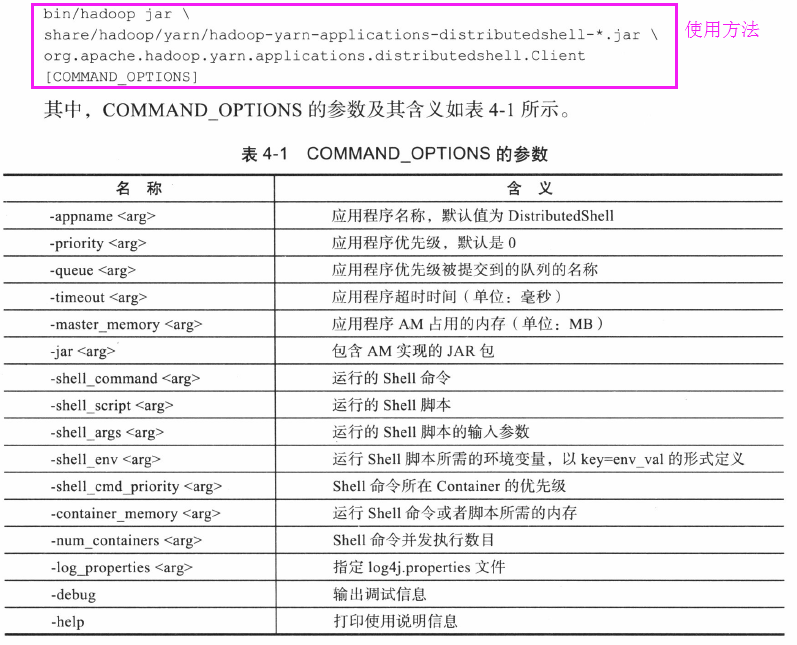 bin/hadoop jar \
使用方法
share/hadoop/yarn/hadoop-yarn-applications-distributedshell-*.jar \
org.apache.hadoop.yarn.applications.distributedshell.Client
[COMMAND_OPTIONS]
其中，COMMAND_OPTIONS 的参数及其含义如表 4-1 所示。
表 4-1 COMMAND_OPTIONS 的参数
名 称 含 义
-appname <arg> 应用程序名称，默认值为 DistributedShell
-priority <arg> 应用程序优先级，默认是 0
-queue <arg> 应用程序优先级被提交到的队列的名称
-timeout <arg> 应用程序超时时间（单位：毫秒）
-master_memory <arg> 应用程序 AM 占用的内存（单位：MB）
-jar <arg> 包含 AM 实现的 JAR 包
-shell_command <arg> 运行的 Shell 命令
-shell_script <arg> 运行的 Shell 脚本
-shell_args <arg> 运行的 Shell 脚本的输入参数
-shell_env <arg> 运行 Shell 脚本所需的环境变量，以 key=env_val 的形式定义
-shell_cmd_priority <arg> Shell 命令所在 Container 的优先级
-container_memory <arg> 运行 Shell 命令或者脚本所需的内存
-num_containers <arg> Shell 命令并发执行数目
-log_properties <arg> 指定 log4j.properties 文件
-debug 输出调试信息
-help 打印使用说明信息